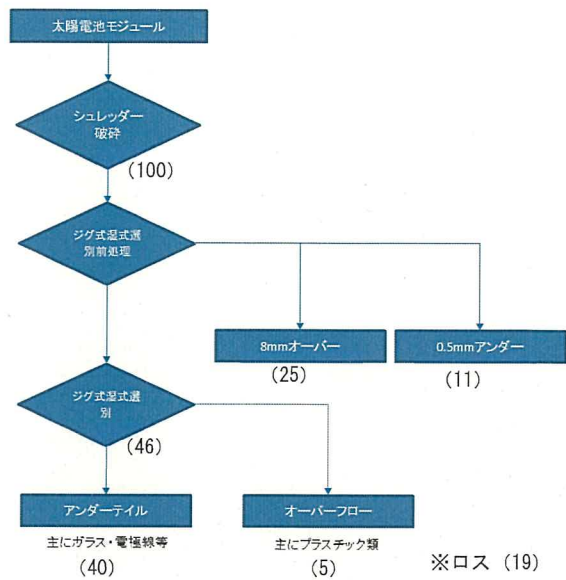 太陽電池モジュール
シュレッダー
破砕
(100)
ジグ式湿式選
別前処理
8mmオーバー
0.5mmアンダー
(25)
(11)
ジグ式湿式選
別
(46)
アンダーテイル
オーバーフロー
主にガラス・電極線等
主にプラスチック類
(40)
(5)
※ロス (19)